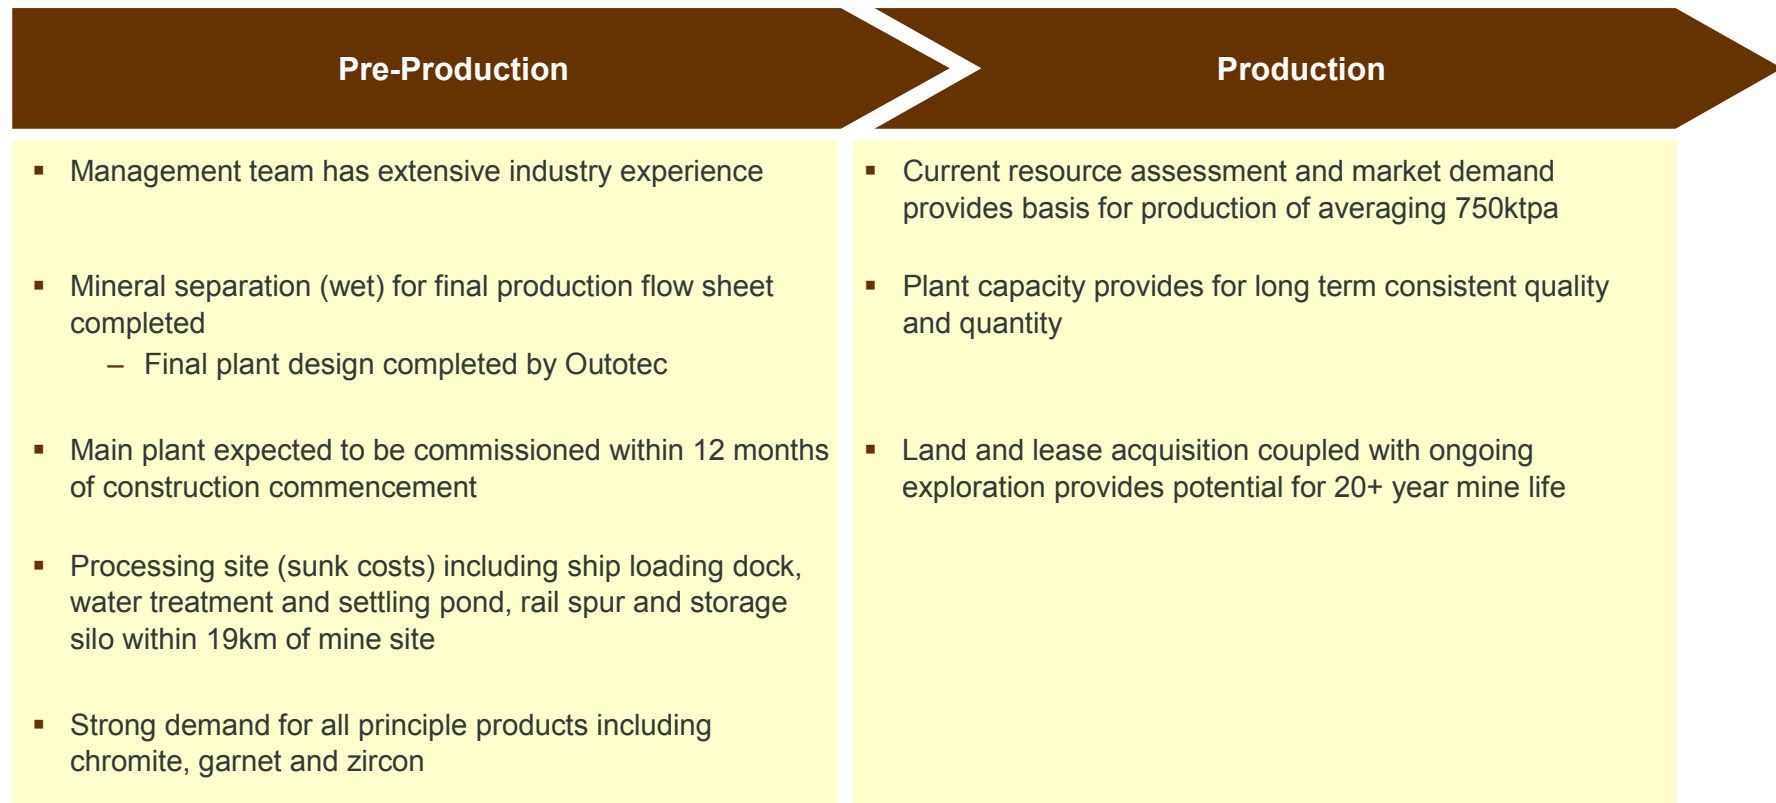 Pre-Production
Production
▪ Management team has extensive industry experience
▪ Mineral separation (wet) for final production flow sheet
completed
– Final plant design completed by Outotec
▪ Main plant expected to be commissioned within 12 months
of construction commencement
▪ Processing site (sunk costs) including ship loading dock,
water treatment and settling pond, rail spur and storage
silo within 19km of mine site
▪ Strong demand for all principle products including
chromite, garnet and zircon
▪ Current resource assessment and market demand
provides basis for production of averaging 750ktpa
▪ Plant capacity provides for long term consistent quality
and quantity
▪ Land and lease acquisition coupled with ongoing
exploration provides potential for 20+ year mine life